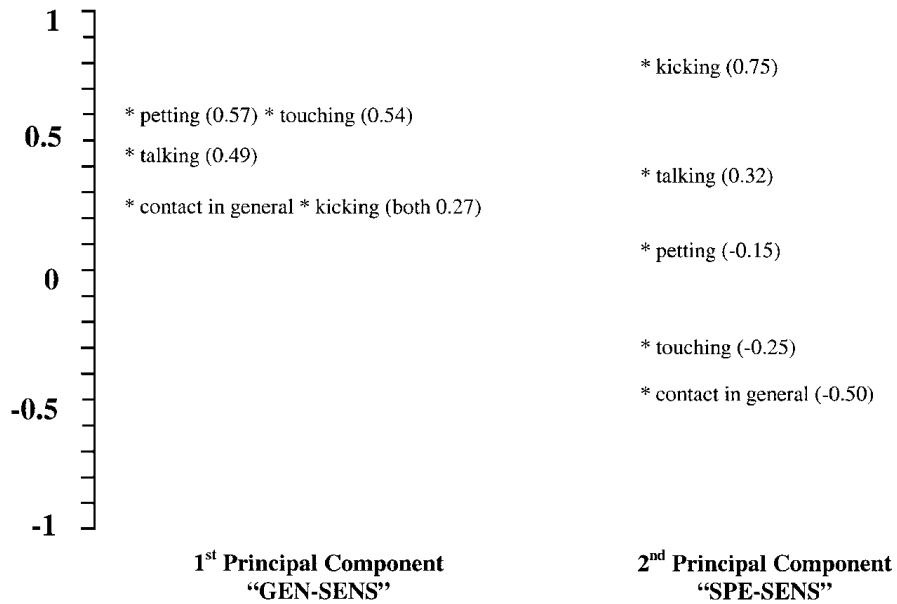 1
* kicking (0.75)
* petting (0.57) * touching (0.54)
0.5
* talking (0.49)
* talking (0.32)
* contact in general * kicking (both 0.27)
* petting (-0.15)
0
* touching (-0.25)
* contact in general (-0.50)
-0.5
-1
1st Principal Component
“GEN-SENS”
2nd Principal Component
“SPE-SENS”